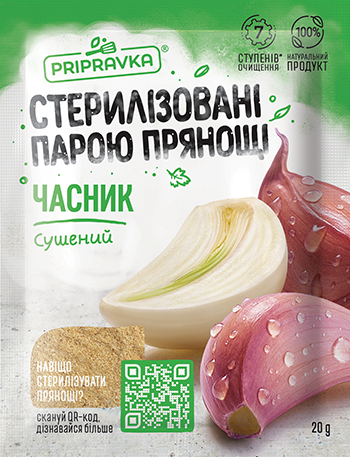 PRIPRAVKA®
7
СТУПЕНІВ*
ОЧИЩЕННЯ
100%
НАТУРАЛЬНИЙ
ПРОДУКТ
СТЕРИЛІЗОВАНІ
ПАРОЮ ПРЯНОЩІ
ЧАСНИК
Сушений
НАВІЩО
СТЕРИЛІЗУВАТИ
ПРЯНОЩІ?
скануй QR-код,
дізнавайся більше
20 g